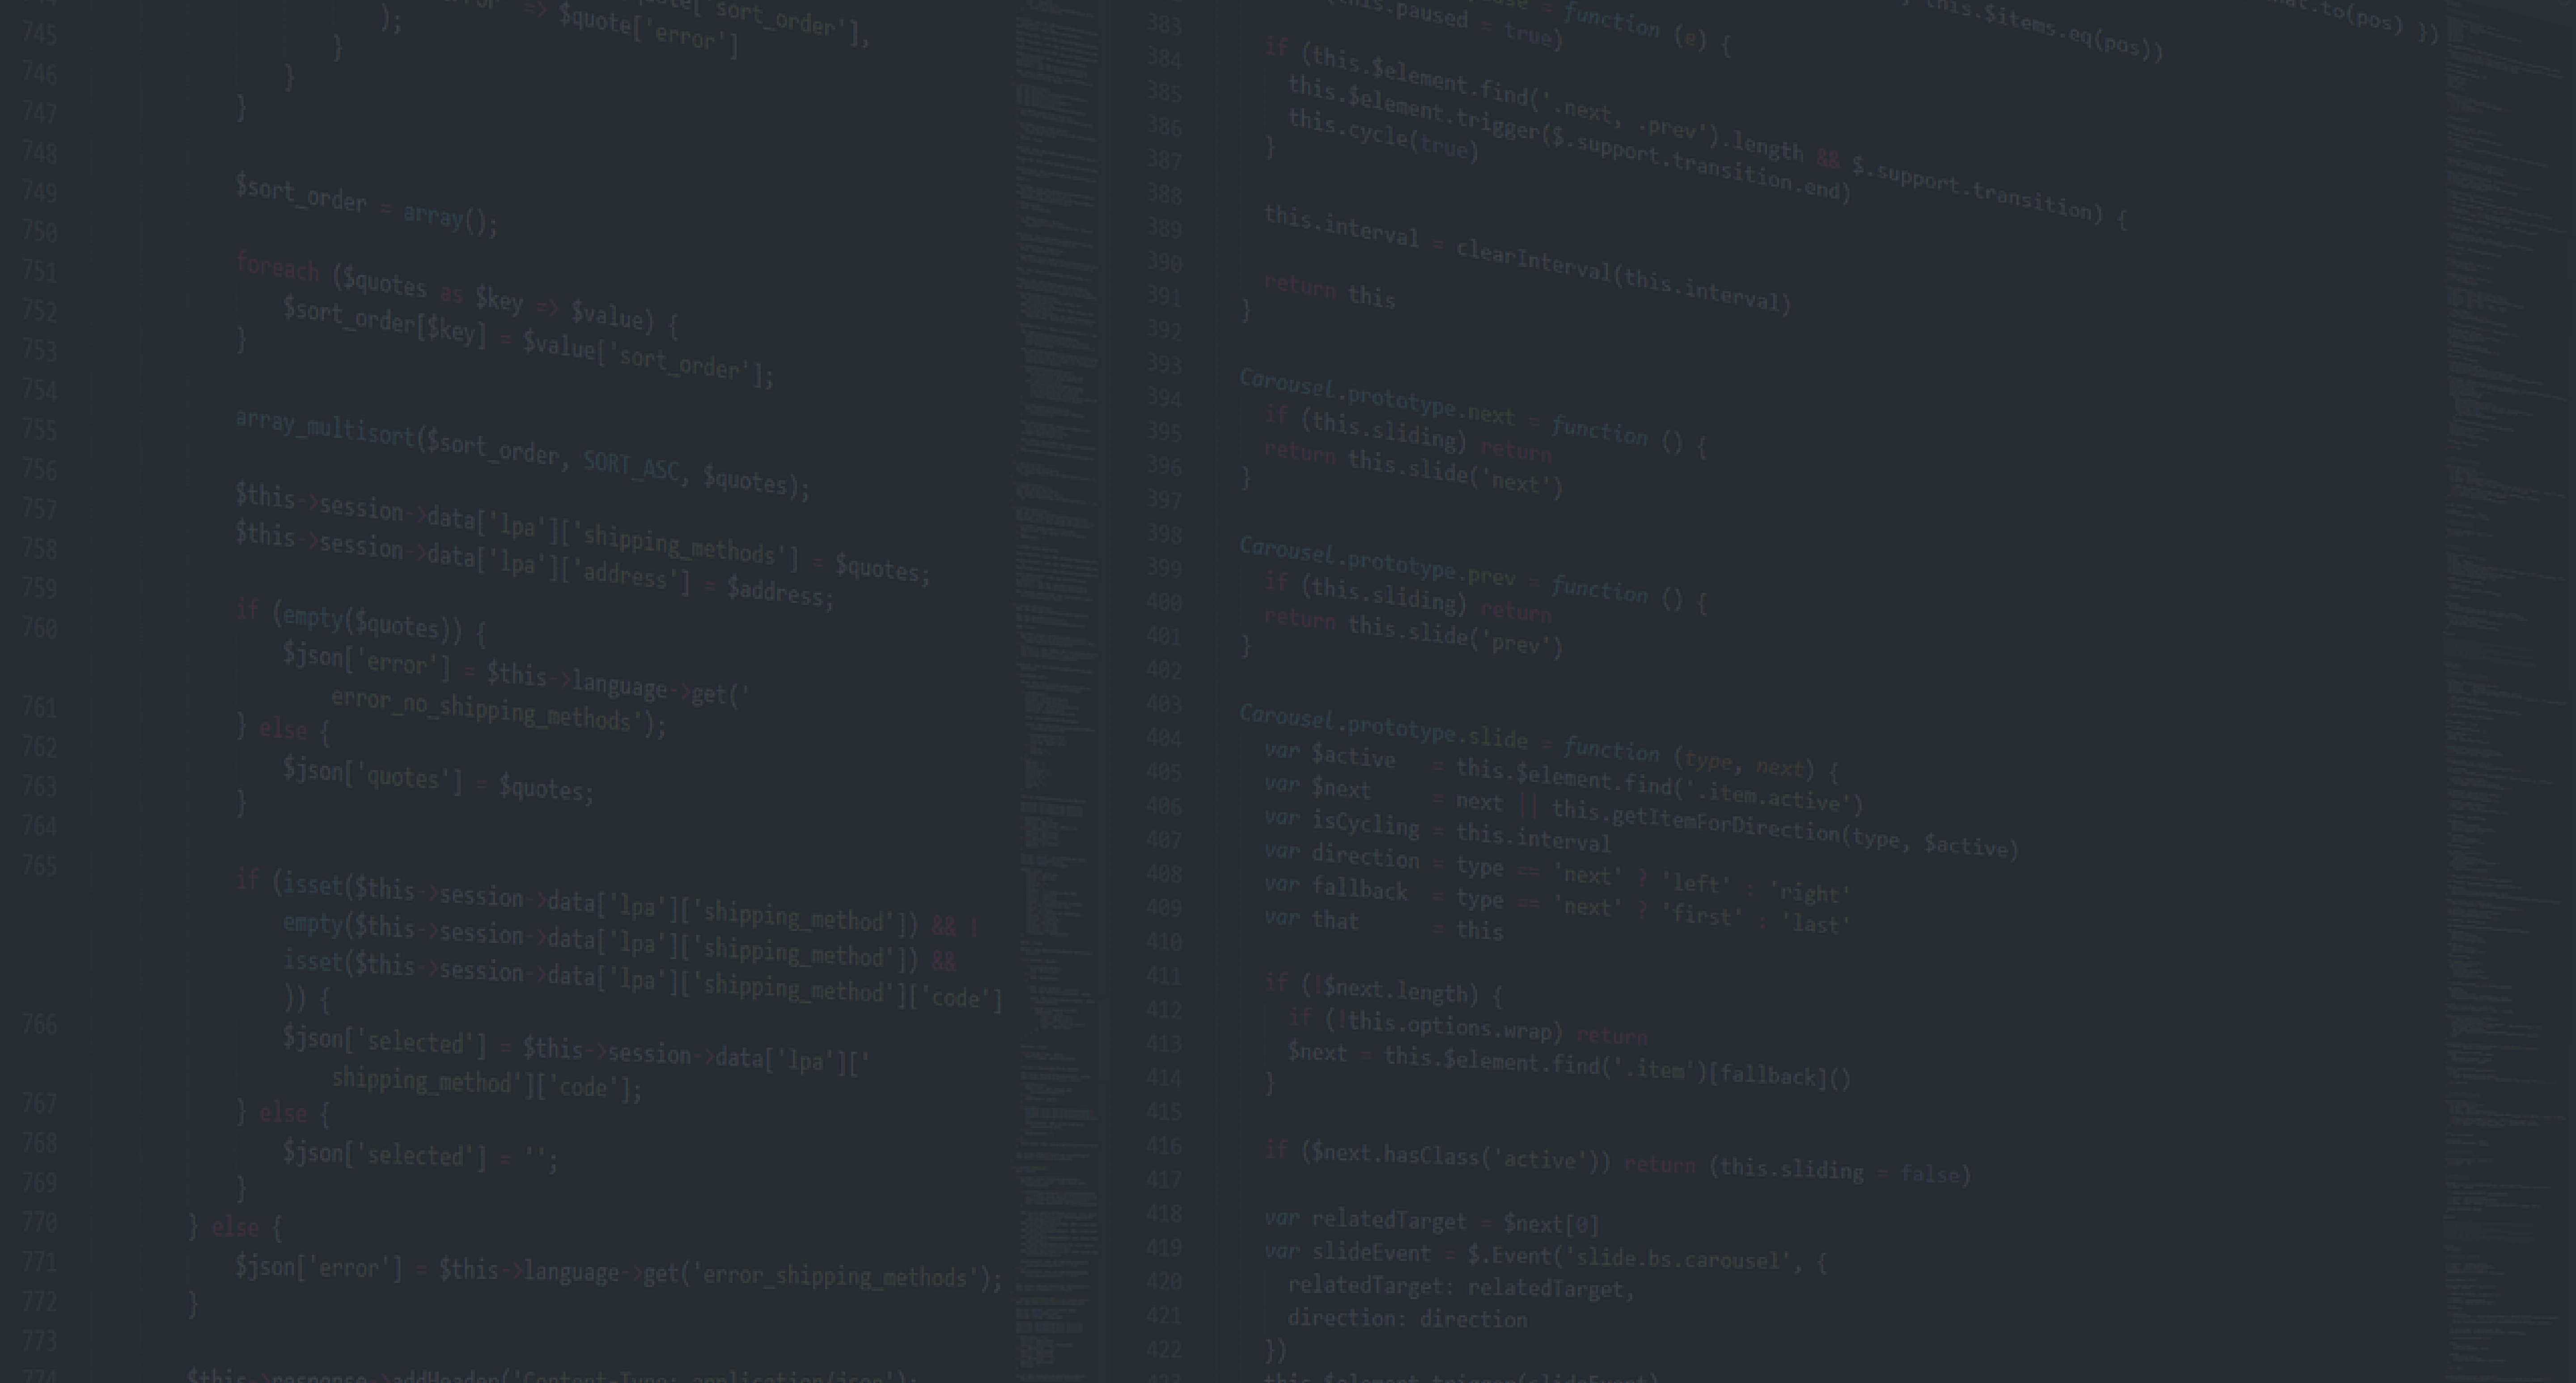 745
746
747
748
749
750
751
752
753
754
755
756
757
758
759
760
761
762
763
764
765
766
767
768
769
770
771
772
773
=> $quote['error']
);
}
}
}
$sort_order = array();
foreach ($quotes as $key => $value) {
$sort_order[$key] = $value['sort_order'];
}
array_multisort($sort_order, SORT_ASC, $quotes);
$this->session->data['lpa']['shipping_methods'] = $quotes;
$this->session->data['lpa']['address'] = $address;
if (empty($quotes)) {
$json['error'] = $this->language->get('
error_no_shipping_methods');
} else {
$json['quotes'] = $quotes;
}
if (isset($this->session->data['lpa']['shipping_method']) && !
empty($this->session->data['lpa']['shipping_method']) &&
isset($this->session->data['lpa']['shipping_method']['code']
)) {
$json['selected'] = $this->session->data['lpa']['
shipping_method']['code'];
} else {
$json['selected'] = '';
}
} else {
$json['error'] = $this->language->get('error_shipping_methods');
}
$this->response->addHeader('Content-Type: application/json');
383
384
385
386
387
388
389
390
391
392
393
394
395
396
397
398
399
400
401
402
403
404
405
406
407
408
409
410
411
412
413
414
415
416
417
418
419
420
421
422
this.$items.eq(pos))
= function (e) {
(this.paused = true)
if (this.$element.find('.next, .prev').length && $.support.transition) {
this.$element.trigger($.support.transition.end)
this.cycle(true)
}
this.interval = clearInterval(this.interval)
return this
}
Carousel.prototype.next = function () {
if (this.sliding) return
return this.slide('next')
}
Carousel.prototype.prev = function () {
if (this.sliding) return
return this.slide('prev')
}
Carousel.prototype.slide = function (type, next) {
var $active = this.$element.find('.item.active')
var $next = next || this.getItemForDirection(type, $active)
var isCycling = this.interval
var direction = type == 'next' ? 'left' : 'right'
var fallback = type == 'next' ? 'first' : 'last'
var that = this
if (!$next.length) {
if (!this.options.wrap) return
$next = this.$element.find('.item')[fallback]()
}
if ($next.hasClass('active')) return (this.sliding = false)
var relatedTarget = $next[0]
var slideEvent = $.Event('slide.bs.carousel', {
relatedTarget: relatedTarget,
direction: direction
})
this.$element.trigger(slideEvent)